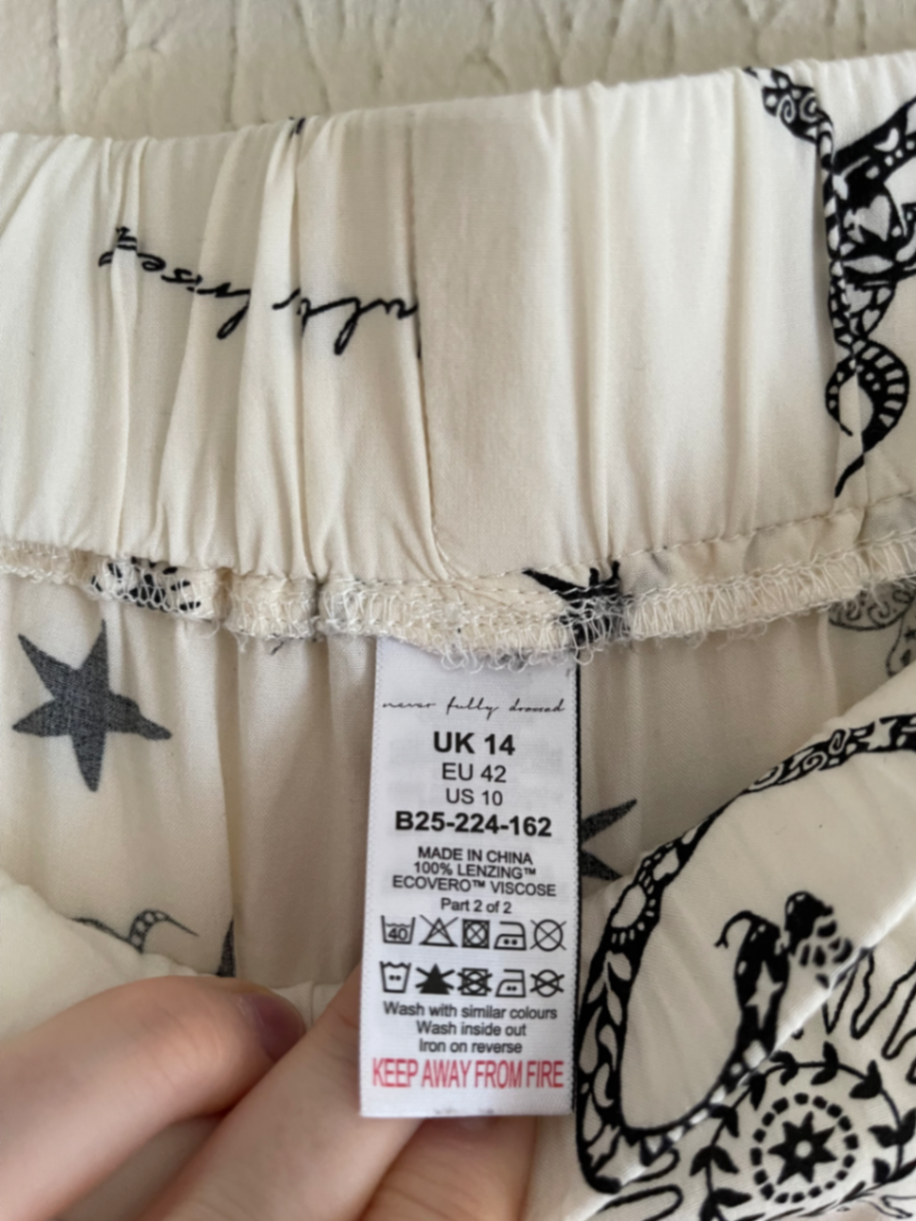 never fully dressed
UK 14
EU 42
US 10
B25-224-162
MADE IN CHINA
100% LENZING™
ECOVERO™ VISCOSE
Part 2 of 2
40
Wash with similar colours
Wash inside out
Iron on reverse
KEEP AWAY FROM FIRE